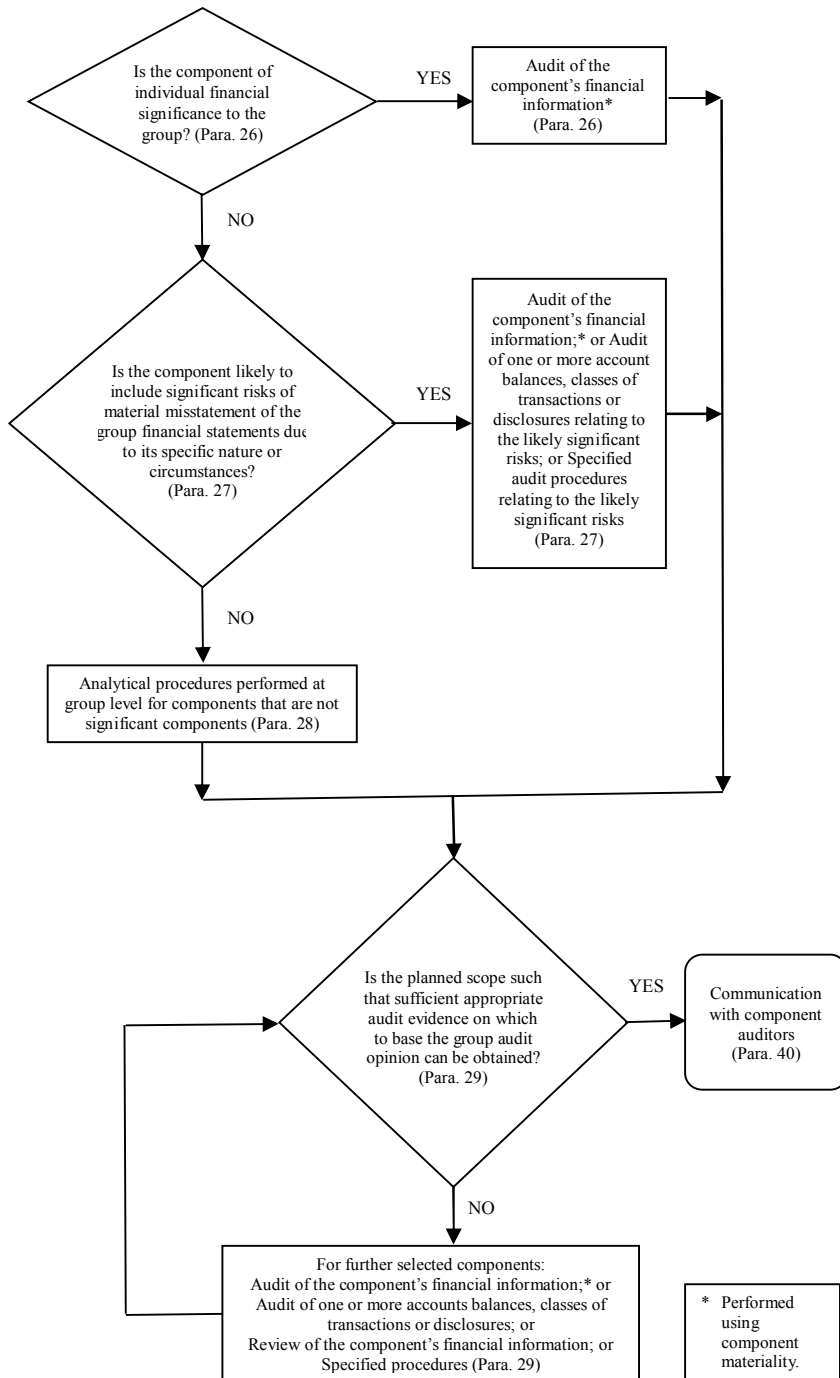 Is the component of
individual financial
significance to the
group? (Para. 26)
YES
Audit of the
component’s financial
information*
(Para. 26)
NO
Is the component likely to
include significant risks of
material misstatement of the
group financial statements due
to its specific nature or
circumstances?
(Para. 27)
YES
Audit of the
component’s financial
information;* or Audit
of one or more account
balances, classes of
transactions or
disclosures relating to
the likely significant
risks; or Specified
audit procedures
relating to the likely
significant risks
(Para. 27)
NO
Analytical procedures performed at
group level for components that are not
significant components (Para. 28)
Is the planned scope such
that sufficient appropriate
audit evidence on which
to base the group audit
opinion can be obtained?
(Para. 29)
YES
Communication
with component
auditors
(Para. 40)
NO
For further selected components:
Audit of the component’s financial information;* or
Audit of one or more accounts balances, classes of
transactions or disclosures; or
Review of the component’s financial information; or
Specified procedures (Para. 29)
* Performed
using
component
materiality.